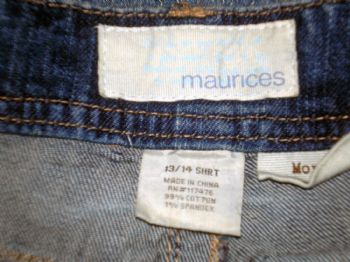 maurices
13/14 SHRT
MADE IN CHINA
RN#117476
99% COTTON
1% SPANDEX